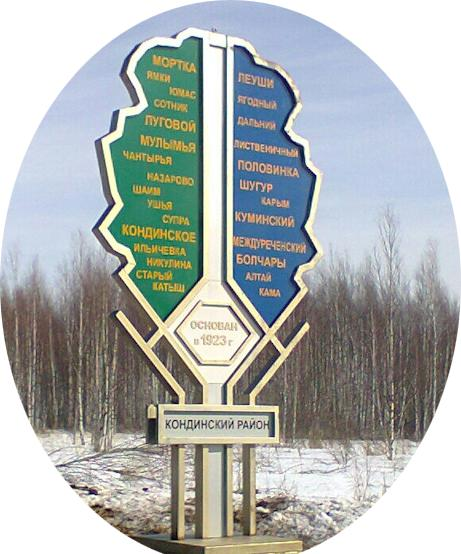 МОРТКА
ЯМКИ
ЮМАС
СОТНИК
ЛУГОВОЙ
МУЛЫМЬЯ
ЧАНТЫРЬЯ
НАЗАРОВО
ШАИМ
УШЬЯ
СУПРА
КОНДИНСКОЕ
ИЛЬИЧЕВКА
НИКУЛИНА
СТАРЫЙ
КАТЫШ
ЛЕУШИ
ЯГОДНЫЙ
ДАЛЬНИЙ
ЛИСТВЕНИЧНЫЙ
ПОЛОВИНКА
ШУГУР
КАРЫМ
КУМИНСКИЙ
МЕЖДУРЕЧЕНСКИЙ
БОЛЧАРЫ
АЛТАЙ
КАМА
ОСНОВАН
в 1923 г
КОНДИНСКИЙ РАЙОН